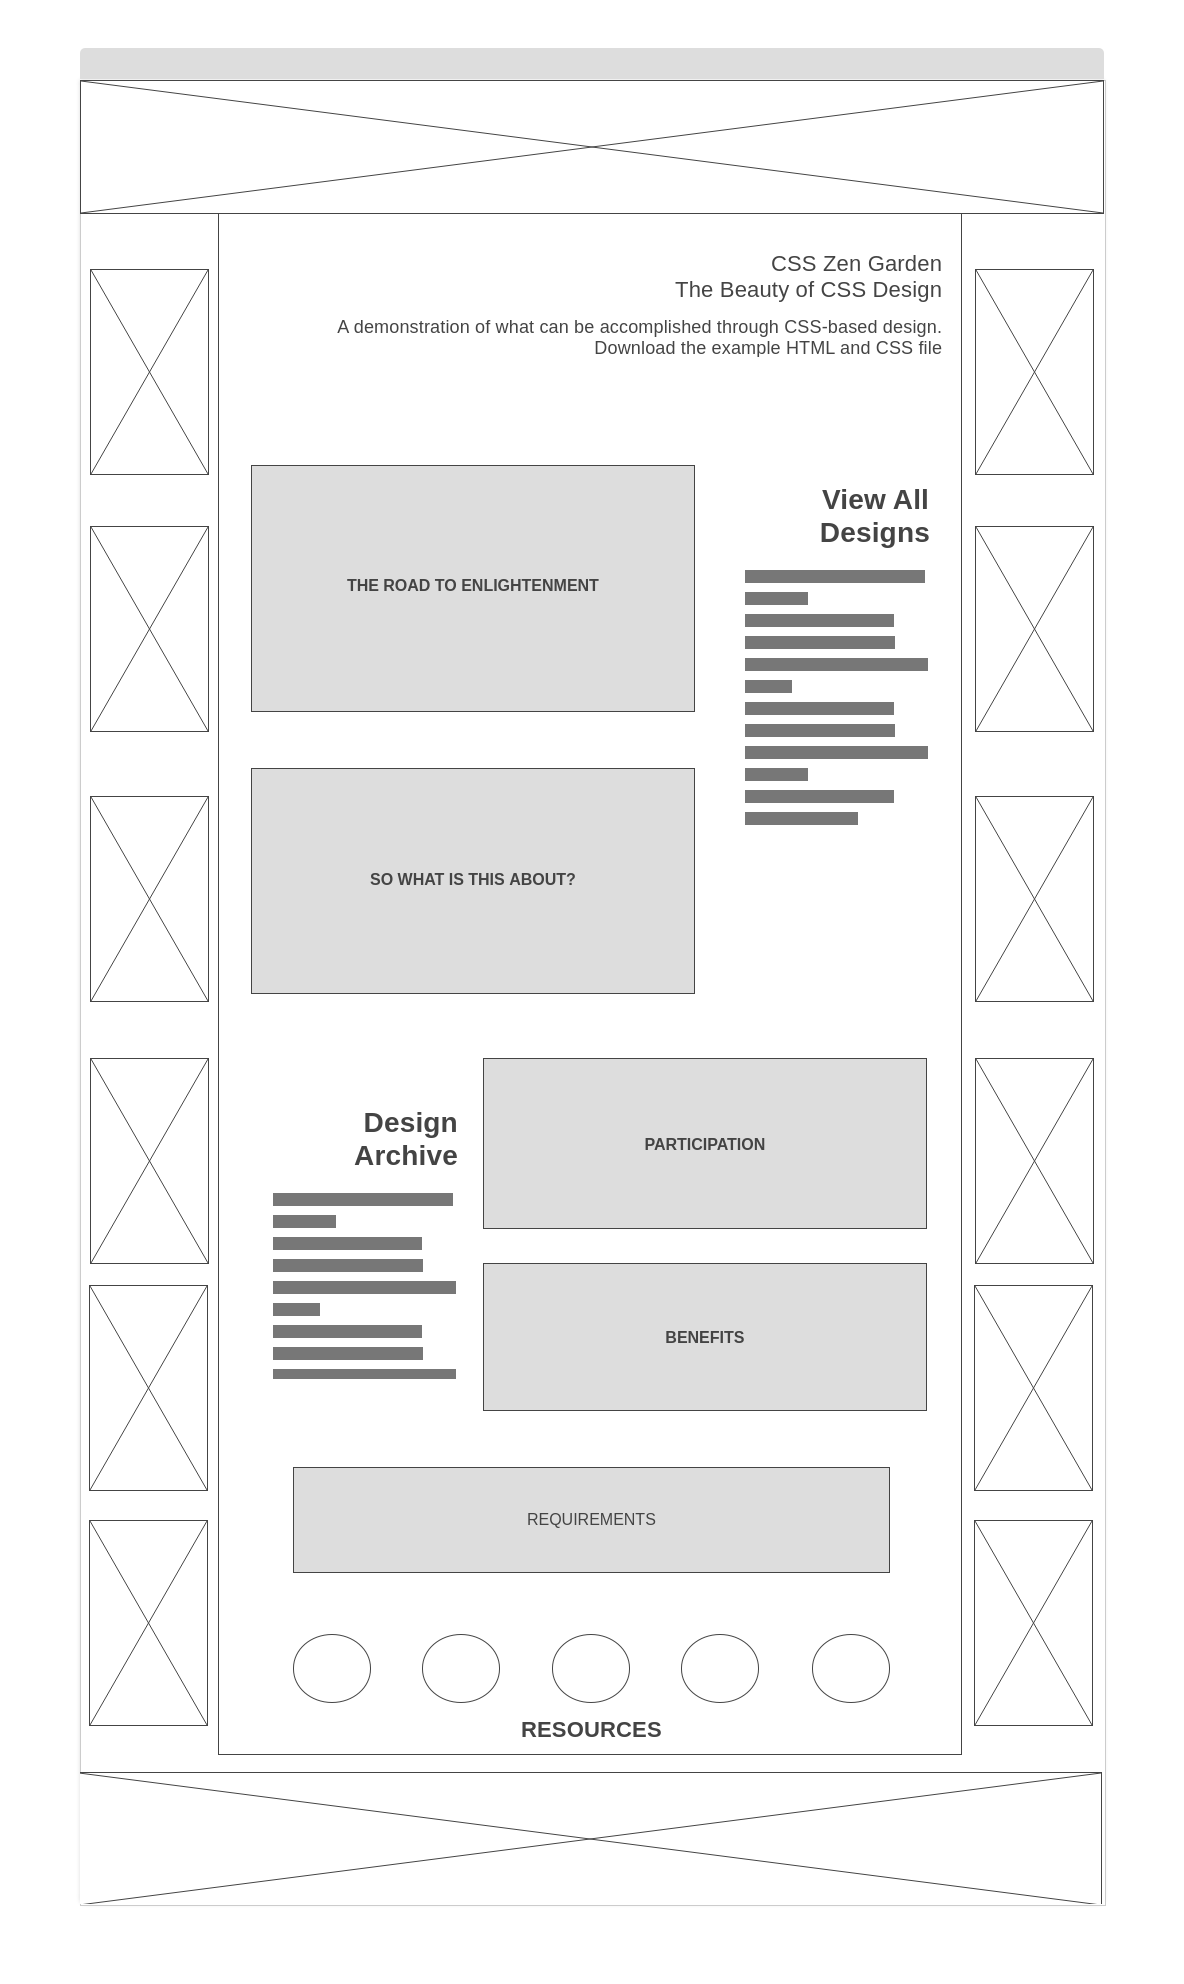 CSS Zen Garden
The Beauty of CSS Design
A demonstration of what can be accomplished through CSS-based design.
Download the example HTML and CSS file
THE ROAD TO ENLIGHTENMENT
View All
Designs
SO WHAT IS THIS ABOUT?
Design
Archive
PARTICIPATION
BENEFITS
REQUIREMENTS
RESOURCES